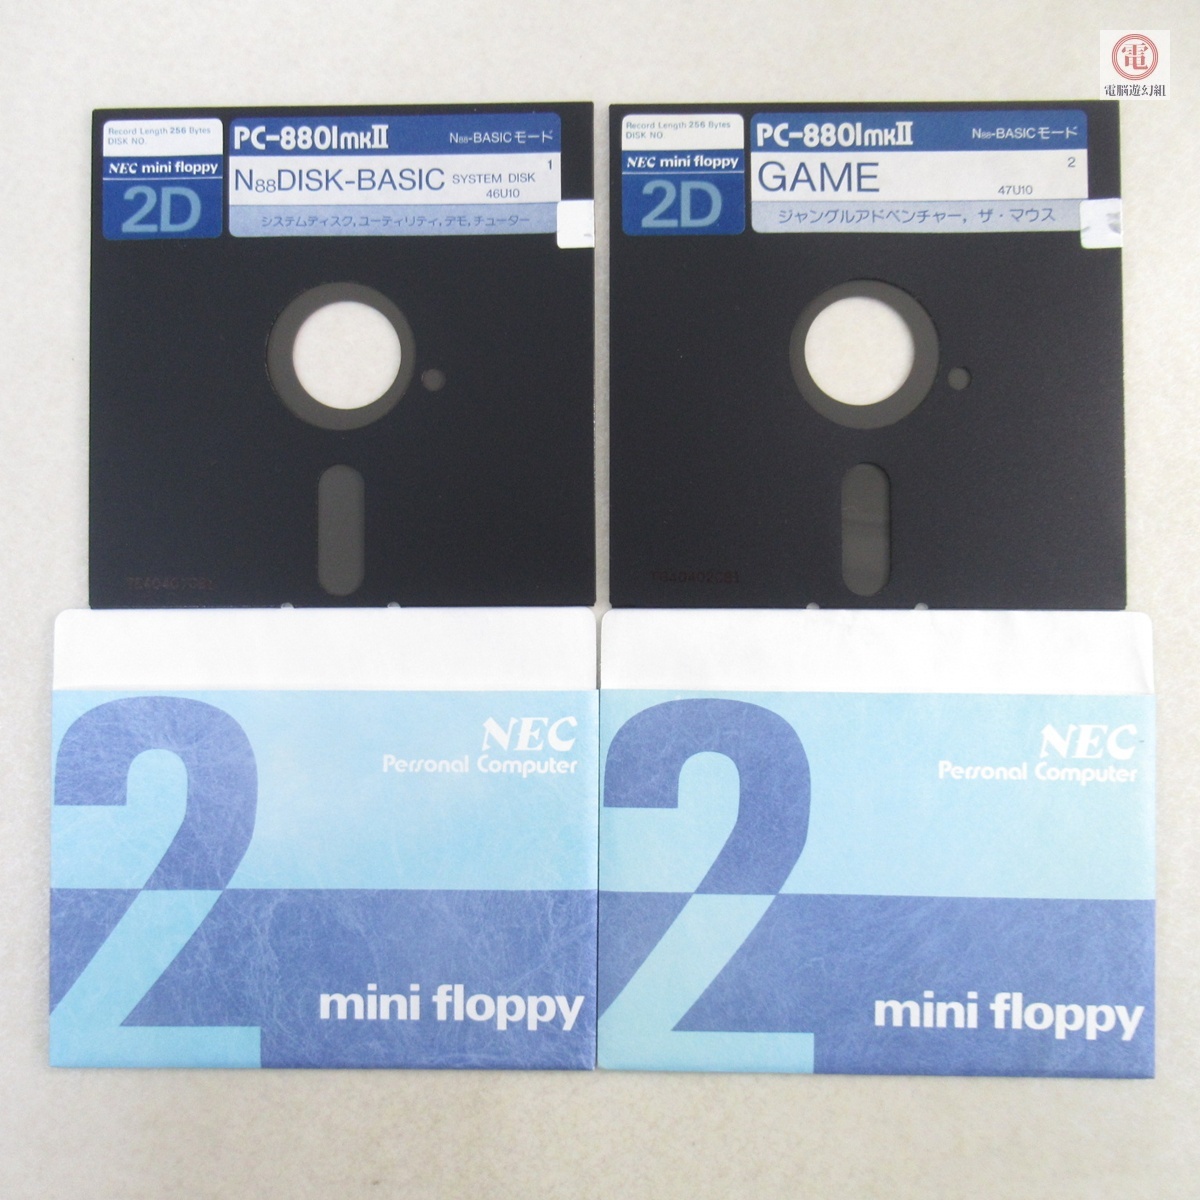 電
電脳遊幻組
Record Length 256 Bytes
DISK NO.
NEC mini floppy
2D
PC-8801mkII N88-BASICモード
N88DISK-BASIC SYSTEM DISK 1
46U10
システムディスク,ユーティリティ,デモ,チューター
Record Length 256 Bytes
DISK NO.
NEC mini floppy
2D
PC-8801mkII N88-BASICモード
GAME 2
47U10
ジャングルアドベンチャー, ザ・マウス
2
NEC
Personal Computer
mini floppy
2
NEC
Personal Computer
mini floppy